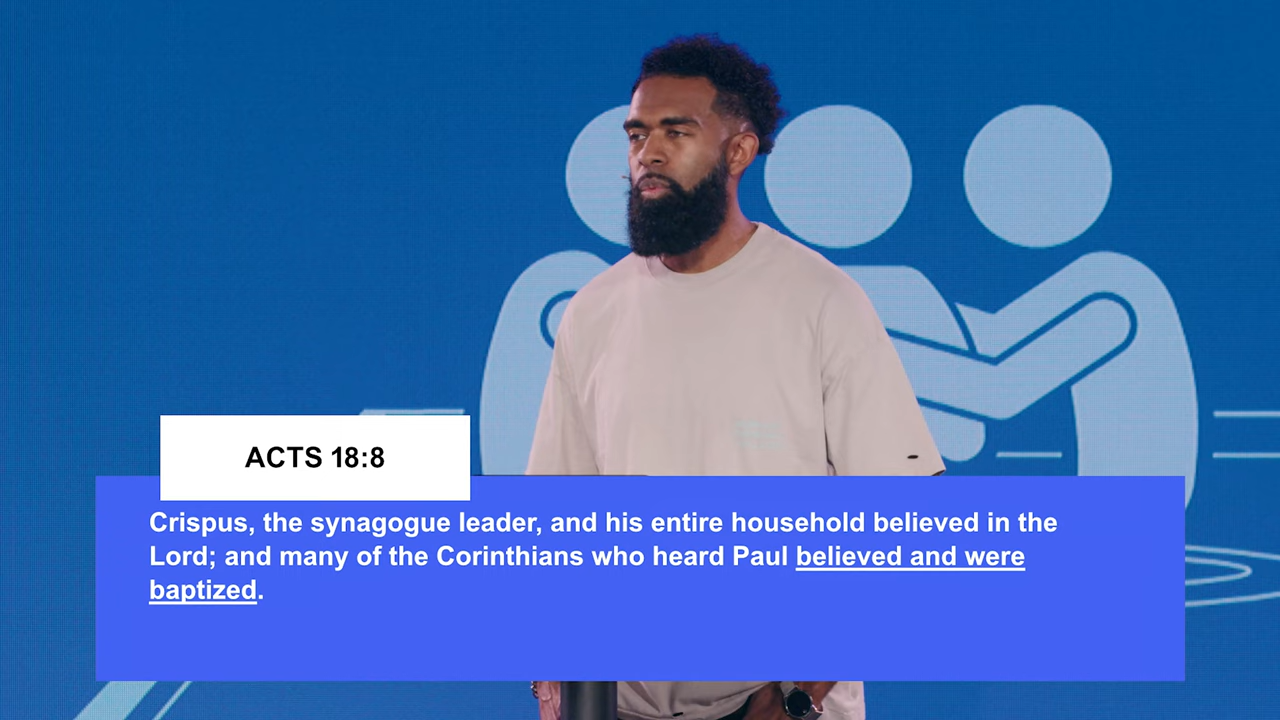 ACTS 18:8
Crispus, the synagogue leader, and his entire household believed in the
Lord; and many of the Corinthians who heard Paul believed and were
baptized.